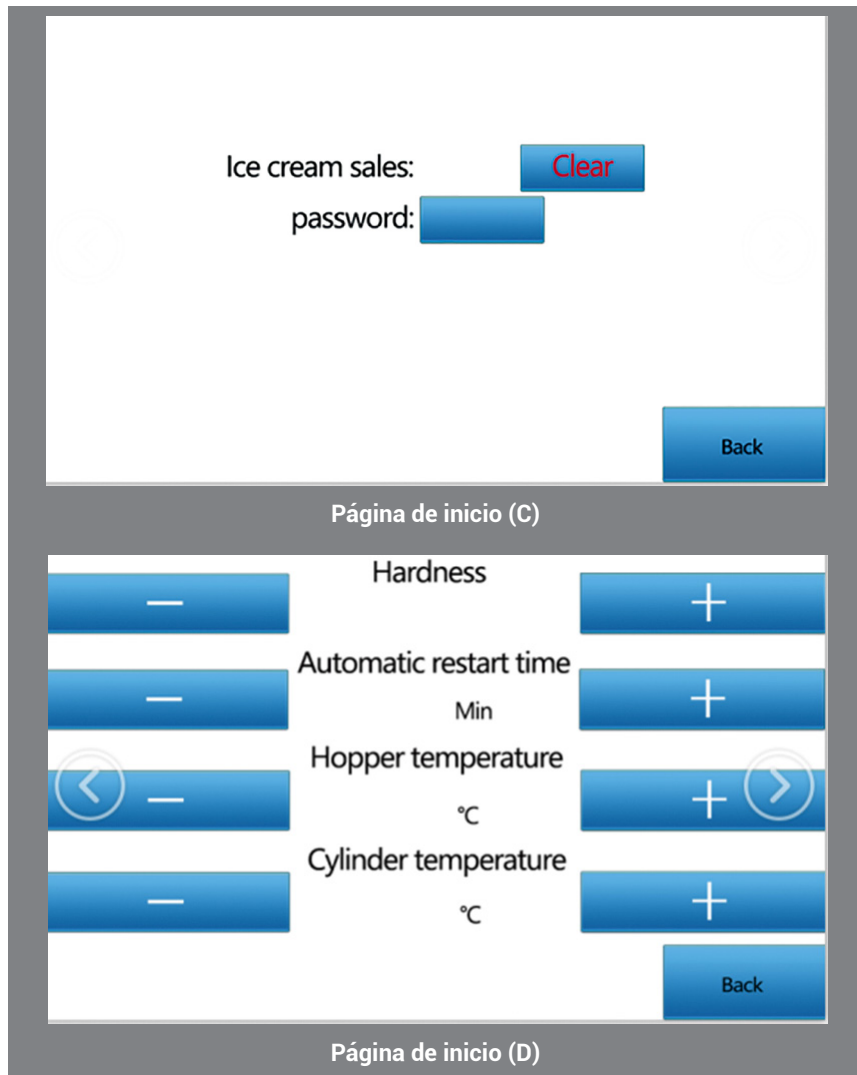 Ice cream sales: Clear
password:
Back
Página de inicio (C)
− Hardness +
− Automatic restart time +
Min
− Hopper temperature +
°C
− Cylinder temperature +
°C
Back
Página de inicio (D)